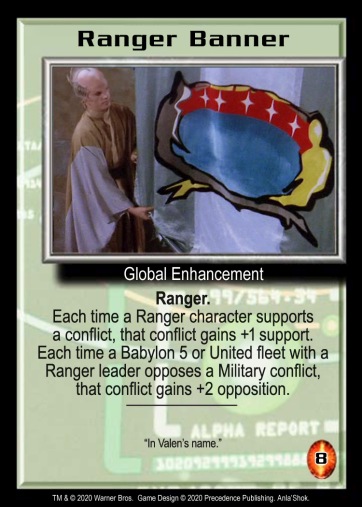 Ranger Banner
Global Enhancement
Ranger.
Each time a Ranger character supports
a conflict, that conflict gains +1 support.
Each time a Babylon 5 or United fleet with a
Ranger leader opposes a Military conflict,
that conflict gains +2 opposition.
ALPHA REPORT
"In Valen's name."
8
TM & © 2020 Warner Bros. Game Design © 2020 Precedence Publishing. Anla'Shok.